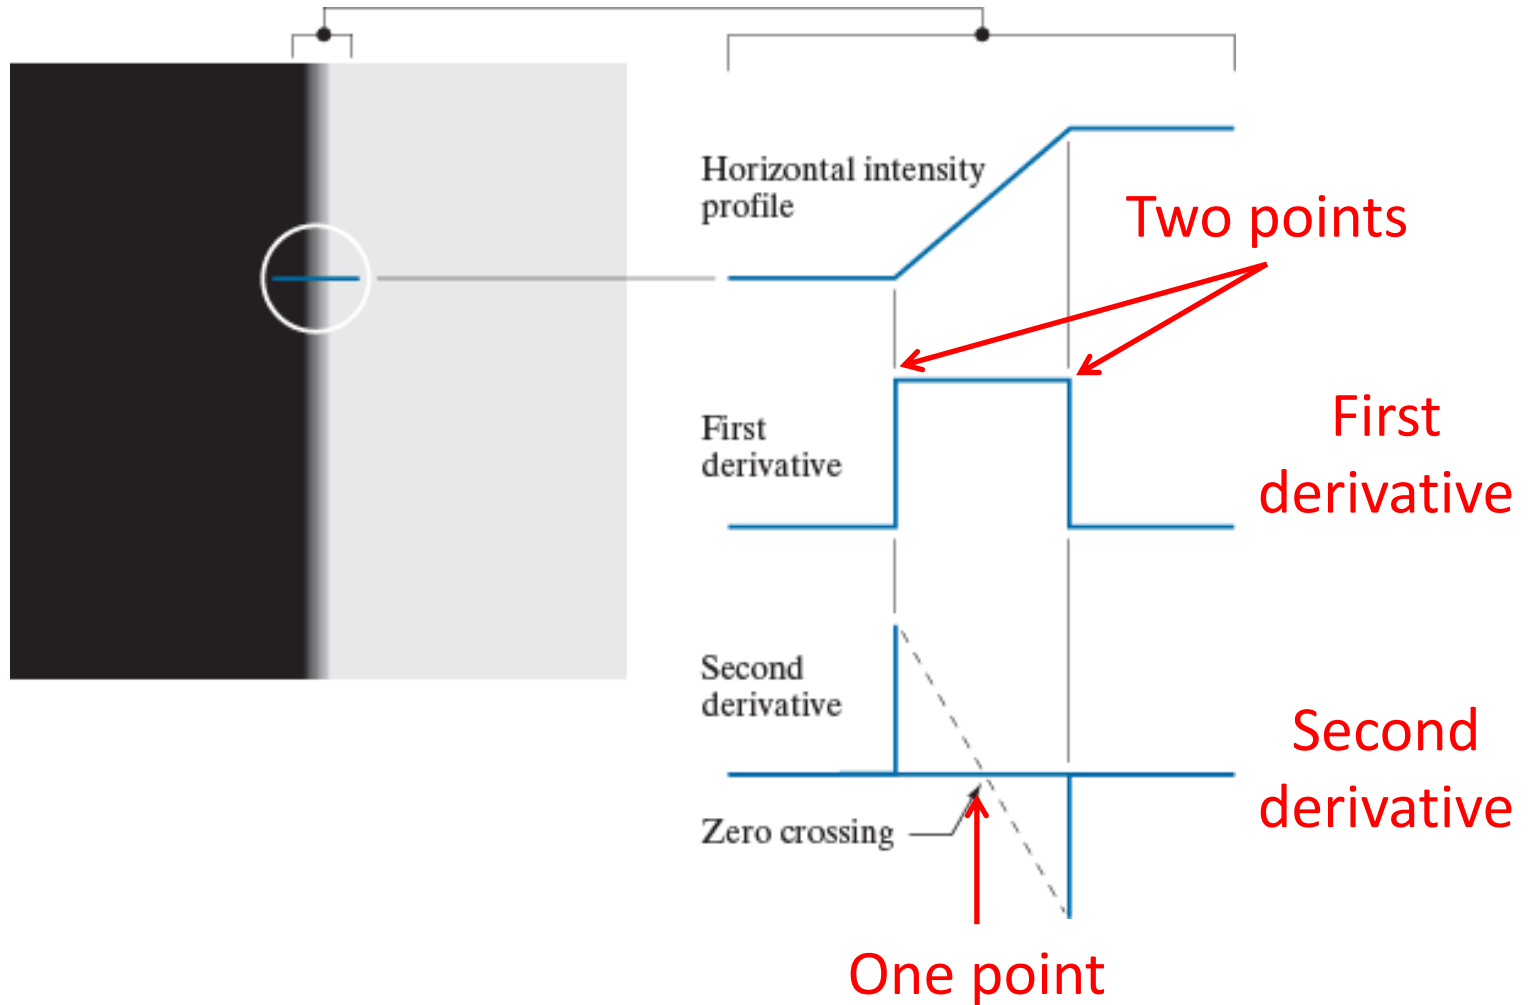 Horizontal intensity
profile
Two points
First
derivative
First
derivative
Second
derivative
Second
derivative
Zero crossing
One point